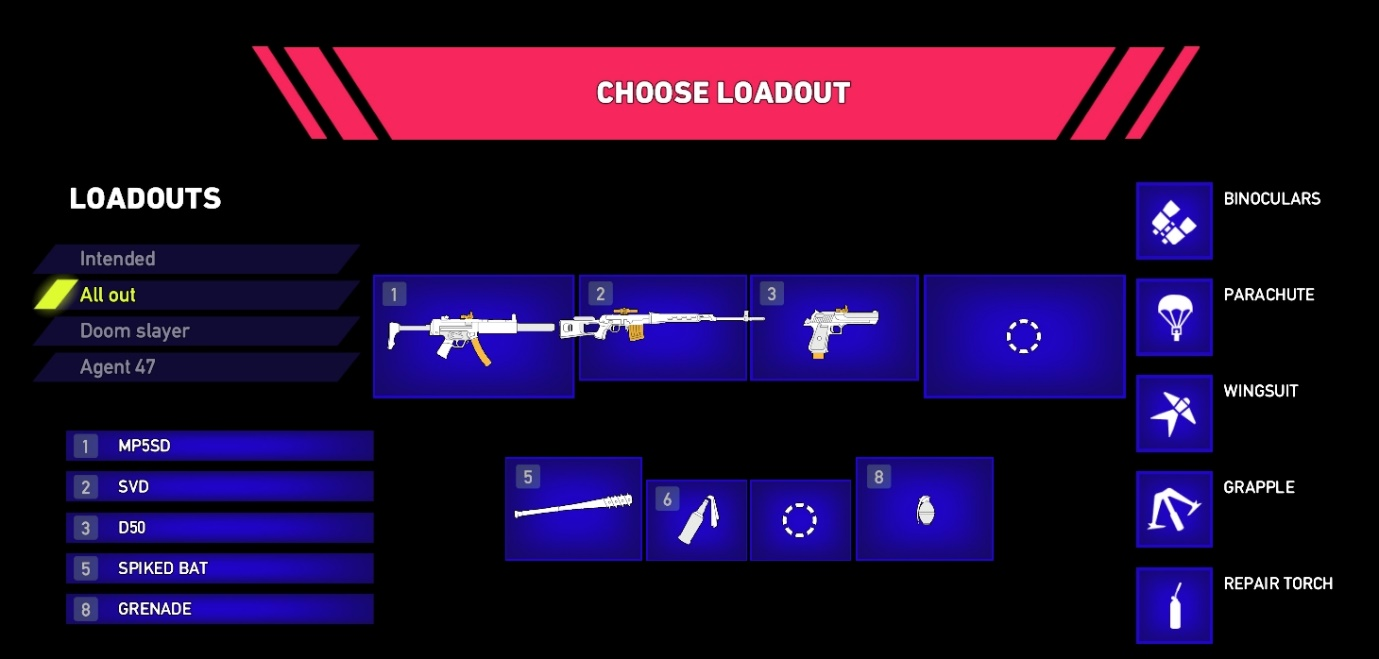 CHOOSE LOADOUT
LOADOUTS
Intended
All out
Doom slayer
Agent 47
1 MP5SD
2 SVD
3 D50
5 SPIKED BAT
8 GRENADE
1
2
3
5
6
8
BINOCULARS
PARACHUTE
WINGSUIT
GRAPPLE
REPAIR TORCH